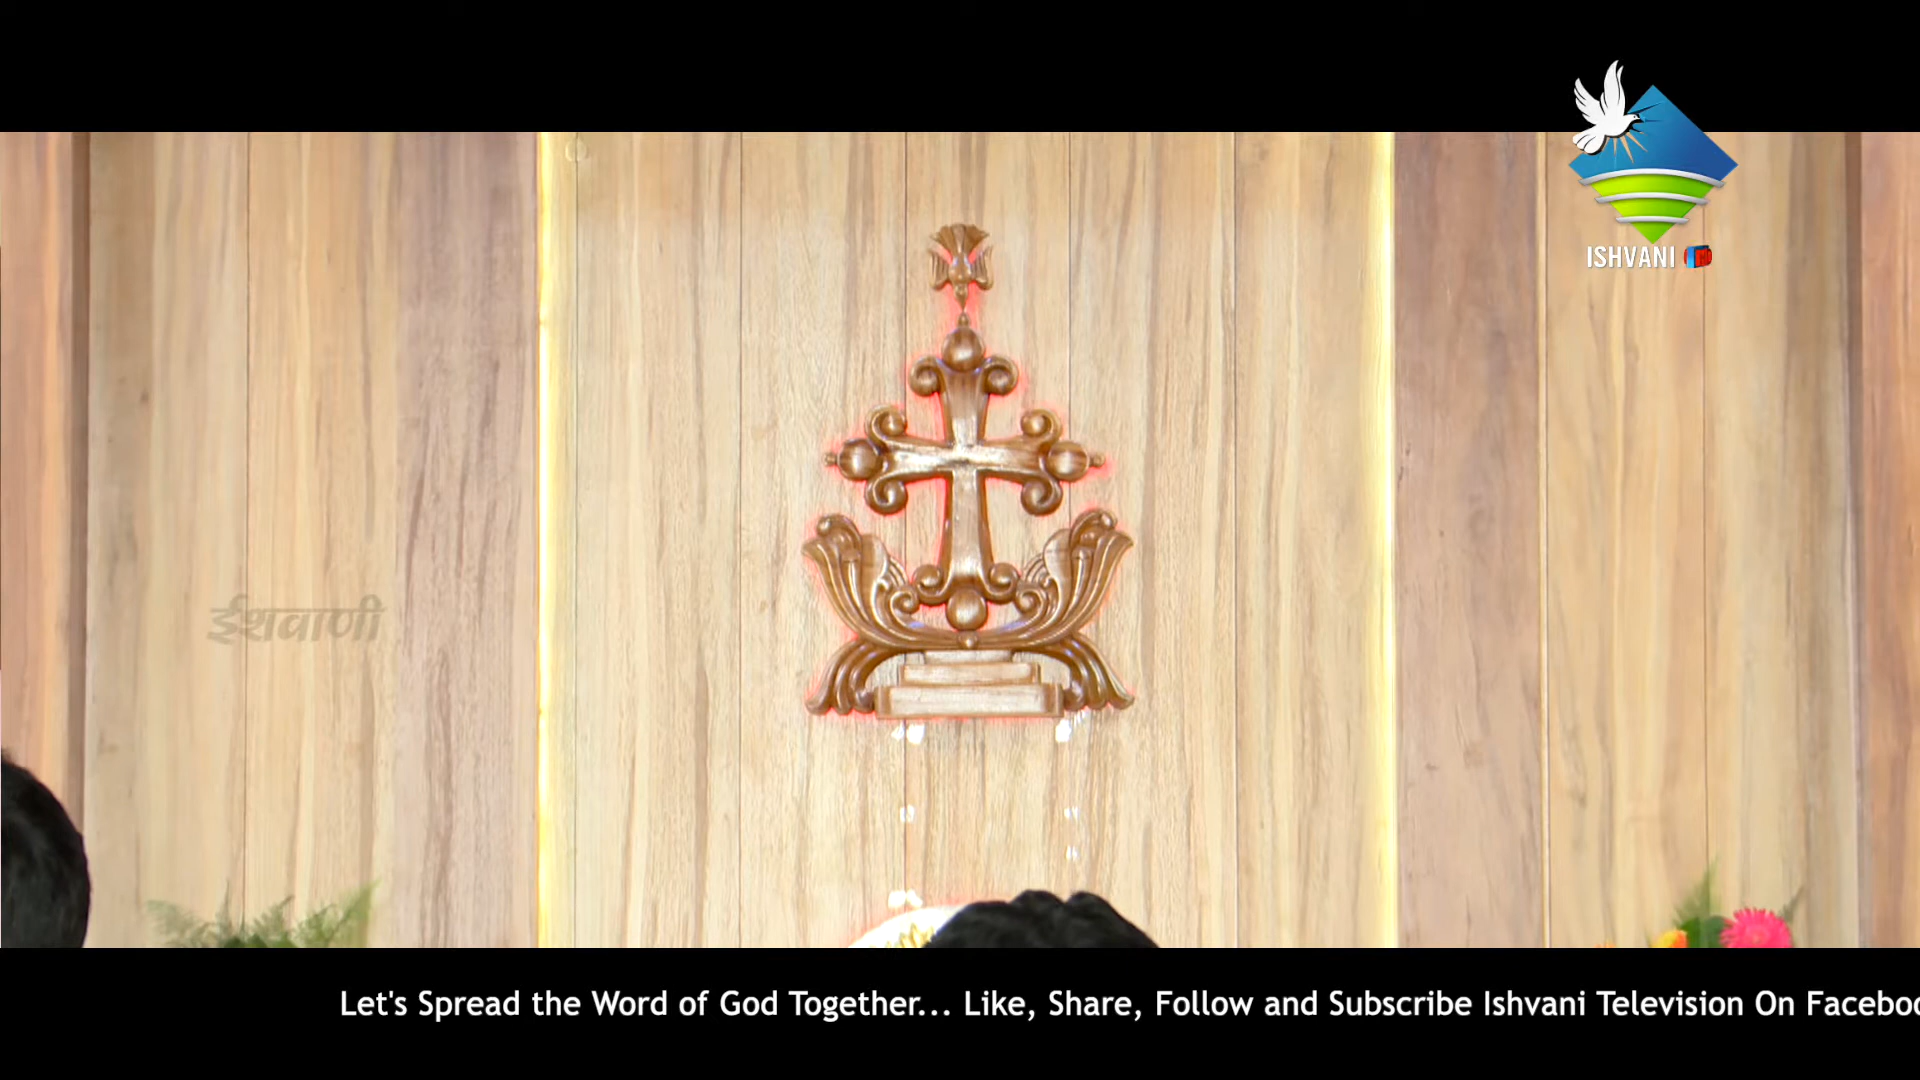 ISHVANI
ईशवाणी
Let's Spread the Word of God Together... Like, Share, Follow and Subscribe Ishvani Television On Faceboo